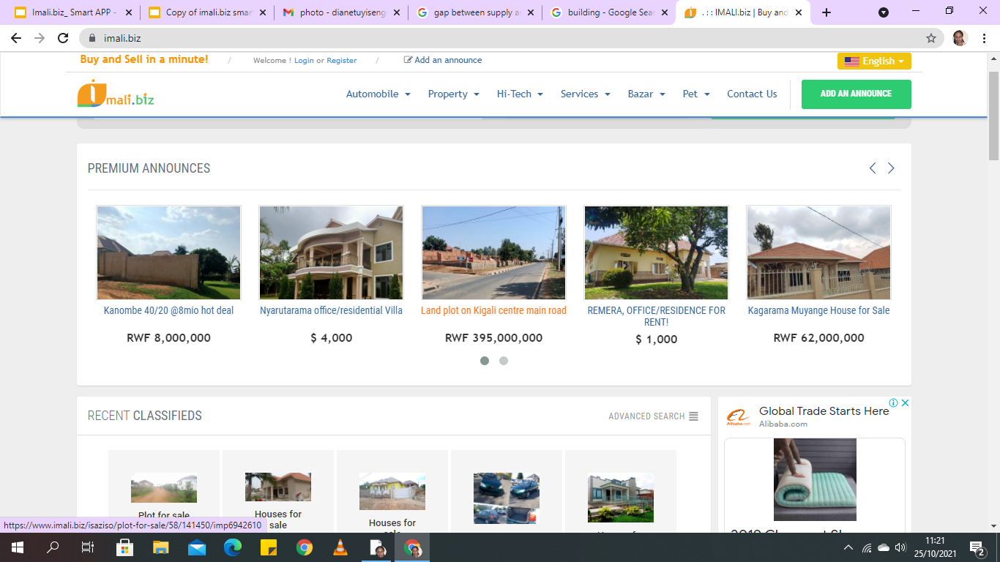 Imali.biz_ Smart APP -
Copy of imali.biz smar
photo - dianetuyiseng
gap between supply a
building - Google Sear
. : : IMALI.biz | Buy and
imali.biz
Buy and Sell in a minute!
/
Welcome ! Login or Register
/
Add an announce
English
imali.biz
Automobile
Property
Hi-Tech
Services
Bazar
Pet
Contact Us
ADD AN ANNOUNCE
PREMIUM ANNOUNCES
Kanombe 40/20 @8mio hot deal
RWF 8,000,000
Nyarutarama office/residential Villa
$ 4,000
Land plot on Kigali centre main road
RWF 395,000,000
REMERA, OFFICE/RESIDENCE FOR
RENT!
$ 1,000
Kagarama Muyange House for Sale
RWF 62,000,000
RECENT CLASSIFIEDS
ADVANCED SEARCH
Plot for sale
Houses for
sale
Houses for
Global Trade Starts Here
Alibaba.com
Alibaba.com
https://www.imali.biz/isaziso/plot-for-sale/58/141450/imp6942610
11:21
25/10/2021
2